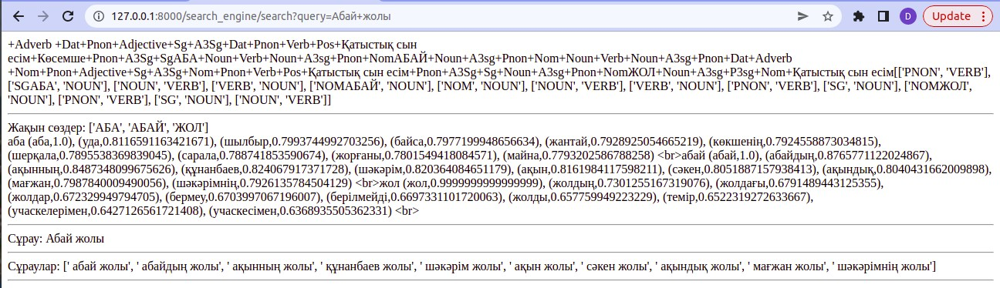 127.0.0.1:8000/search_engine/search?query=Абай+жолы
D
Update
+Adverb +Dat+Pnon+Adjective+Sg+A3Sg+Dat+Pnon+Verb+Pos+Қатыстық сын
есім+Көсемше+Pnon+A3Sg+SgАБА+Noun+Verb+Noun+A3sg+Pnon+NomАБАЙ+Noun+A3sg+Pnon+Nom+Noun+Verb+Noun+A3sg+Pnon+Dat+Adverb
+Nom+Pnon+Adjective+Sg+A3Sg+Nom+Pnon+Verb+Pos+Қатыстық сын есім+Pnon+A3Sg+Sg+Noun+A3sg+Pnon+NomЖОЛ+Noun+A3sg+P3sg+Nom+Қатыстық сын есім[['PNON', 'VERB'],
['SGАБА', 'NOUN'], ['NOUN', 'VERB'], ['VERB', 'NOUN'], ['NOMАБАЙ', 'NOUN'], ['NOM', 'NOUN'], ['NOUN', 'VERB'], ['VERB', 'NOUN'], ['PNON', 'VERB'], ['SG', 'NOUN'], ['NOMЖОЛ',
'NOUN'], ['PNON', 'VERB'], ['SG', 'NOUN'], ['NOUN', 'VERB']]
Жақын сөздер: ['АБА', 'АБАЙ', 'ЖОЛ']
аба (аба,1.0), (уда,0.8116591163421671), (шылбыр,0.7993744992703256), (байса,0.7977199948656634), (жантай,0.7928925054665219), (көкшенің,0.7924558873034815),
(шерқала,0.7895538369839045), (сарала,0.788741853590674), (жорғаны,0.7801549418084571), (майна,0.7793202586788258) <br>абай (абай,1.0), (абайдың,0.8765771122024867),
(ақынның,0.8487348099675626), (құнанбаев,0.824067917371728), (шәкәрім,0.820364084651179), (ақын,0.8161984117598211), (сәкен,0.8051887157938413), (ақындық,0.8040431662009898),
(мағжан,0.7987840009490056), (шәкәрімнің,0.7926135784504129) <br>жол (жол,0.9999999999999999), (жолдың,0.7301255167319076), (жолдағы,0.6791489443125355),
(жолдар,0.672329949794705), (бермеу,0.6703997067196007), (берілмейді,0.6697331101720063), (жолды,0.657759949223229), (темір,0.6522319272633667),
(учаскелерімен,0.6427126561721408), (учаскесімен,0.6368935505362331) <br>
Сұрау: Абай жолы
Сұраулар: [' абай жолы', ' абайдың жолы', ' ақынның жолы', ' құнанбаев жолы', ' шәкәрім жолы', ' ақын жолы', ' сәкен жолы', ' ақындық жолы', ' мағжан жолы', ' шәкәрімнің жолы']